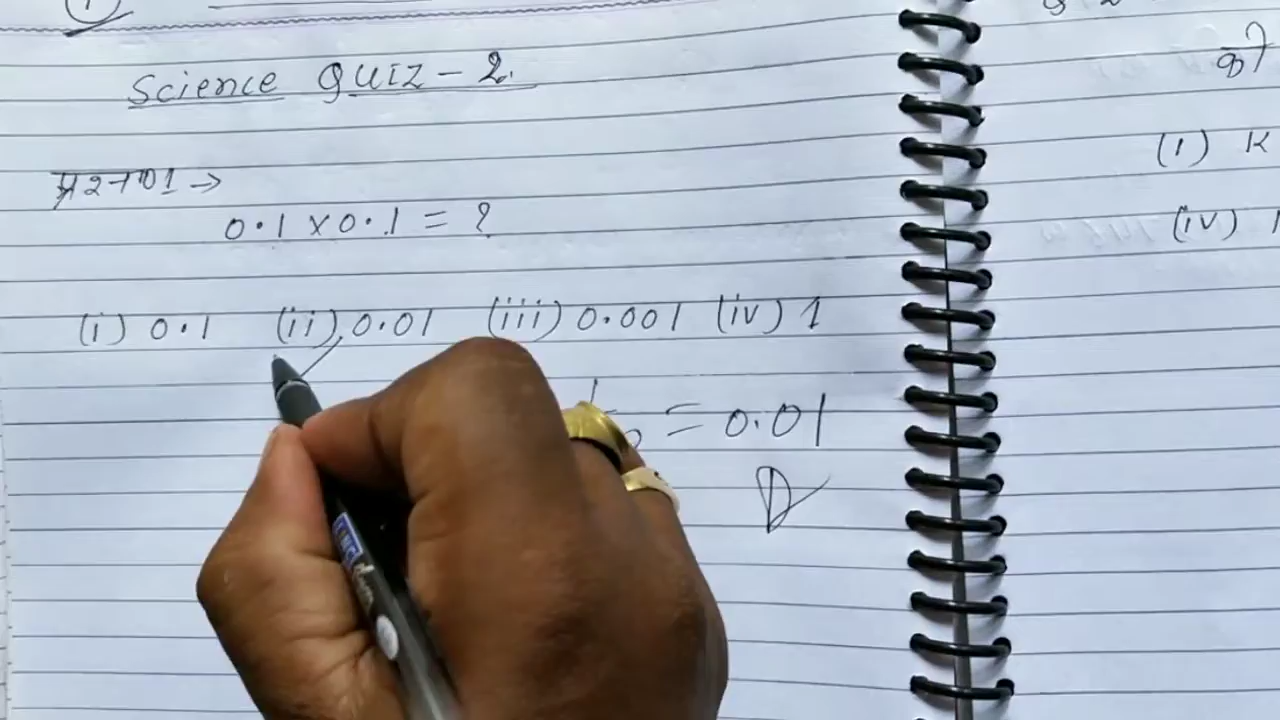 Science QUIZ - 2.
प्रश्न01 →
0.1 x 0.1 = ?
(i) 0.1 (ii) 0.01 (iii) 0.001 (iv) 1
= 0.01
(i) K
(iv)